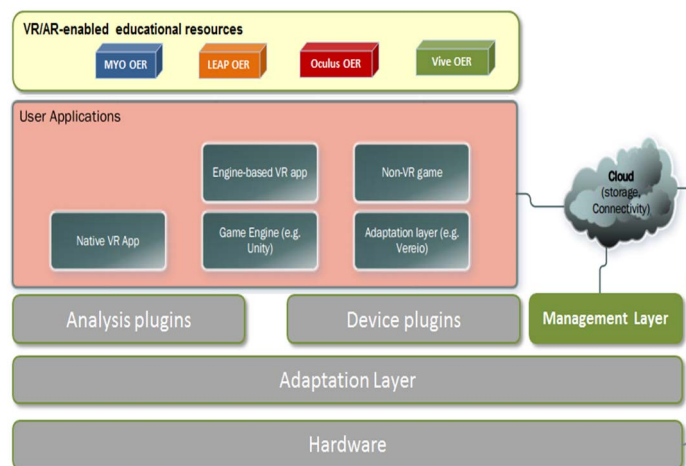 VR/AR-enabled educational resources
MYO OER
LEAP OER
Oculus OER
Vive OER
User Applications
Engine-based VR app
Non-VR game
Native VR App
Game Engine (e.g.
Unity)
Adaptation layer (e.g.
Vereio)
Cloud
(storage,
Connectivity)
Analysis plugins
Device plugins
Management Layer
Adaptation Layer
Hardware